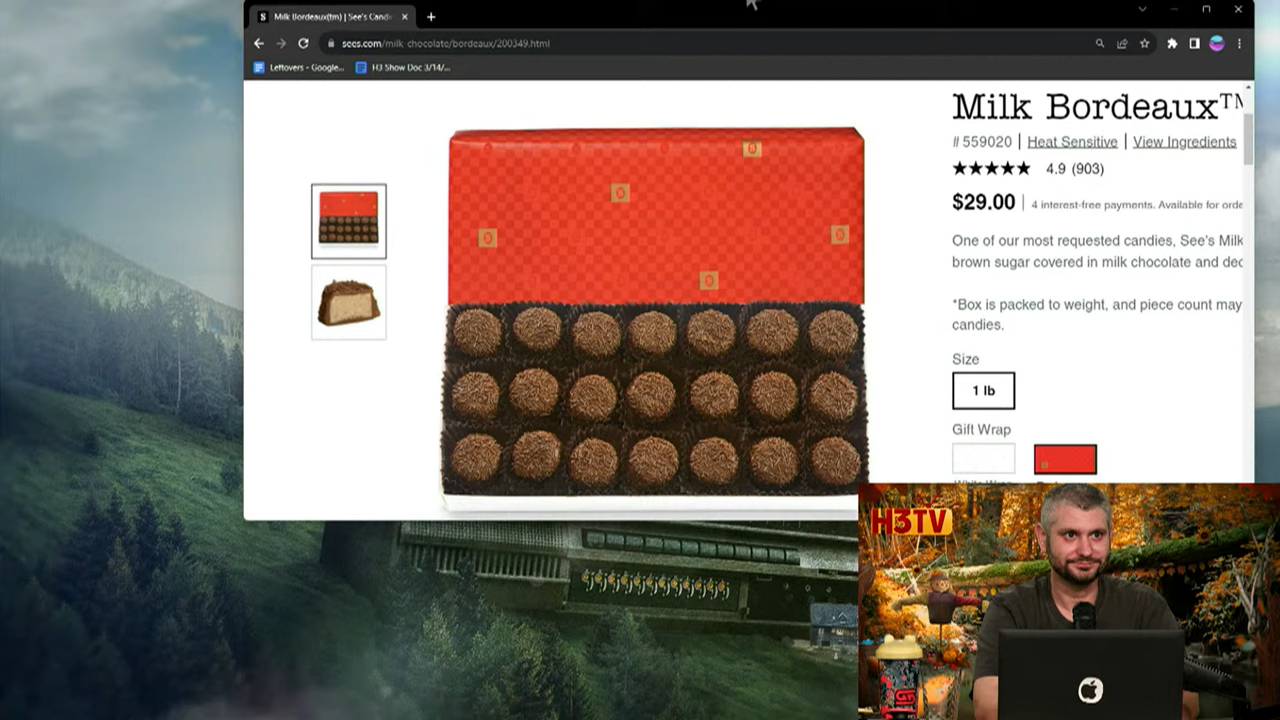 Milk Bordeaux(tm) | See's Candi
sees.com/milk-chocolate/bordeaux/200349.html
Leftovers - Google...
H3 Show Doc 3/14/...
Milk Bordeaux™
# 559020 | Heat Sensitive | View Ingredients
★★★★★ 4.9 (903)
$29.00 | 4 interest-free payments. Available for orde
One of our most requested candies, See's Milk
brown sugar covered in milk chocolate and dec
*Box is packed to weight, and piece count may
candies.
Size
1 lb
Gift Wrap
H3TV